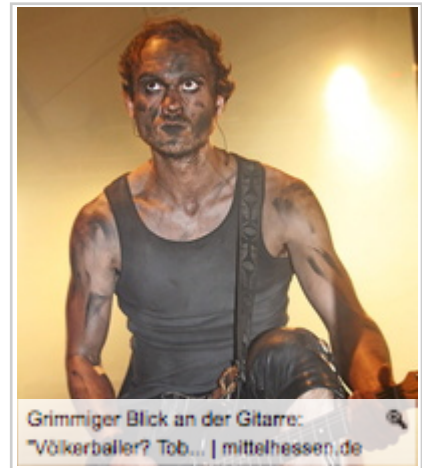 Grimmiger Blick an der Gitarre:
"Völkerballer? Tob... | mittelhessen.de